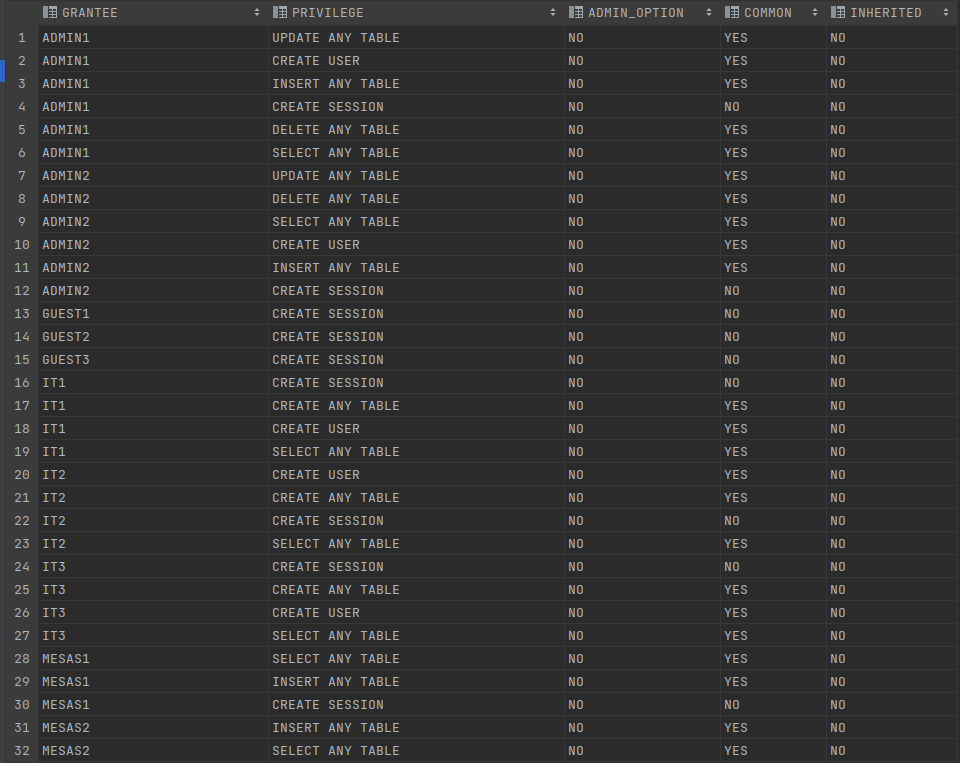 GRANTEE PRIVILEGE ADMIN_OPTION COMMON INHERITED
1 ADMIN1 UPDATE ANY TABLE NO YES NO
2 ADMIN1 CREATE USER NO YES NO
3 ADMIN1 INSERT ANY TABLE NO YES NO
4 ADMIN1 CREATE SESSION NO NO NO
5 ADMIN1 DELETE ANY TABLE NO YES NO
6 ADMIN1 SELECT ANY TABLE NO YES NO
7 ADMIN2 UPDATE ANY TABLE NO YES NO
8 ADMIN2 DELETE ANY TABLE NO YES NO
9 ADMIN2 SELECT ANY TABLE NO YES NO
10 ADMIN2 CREATE USER NO YES NO
11 ADMIN2 INSERT ANY TABLE NO YES NO
12 ADMIN2 CREATE SESSION NO NO NO
13 GUEST1 CREATE SESSION NO NO NO
14 GUEST2 CREATE SESSION NO NO NO
15 GUEST3 CREATE SESSION NO NO NO
16 IT1 CREATE SESSION NO NO NO
17 IT1 CREATE ANY TABLE NO YES NO
18 IT1 CREATE USER NO YES NO
19 IT1 SELECT ANY TABLE NO YES NO
20 IT2 CREATE USER NO YES NO
21 IT2 CREATE ANY TABLE NO YES NO
22 IT2 CREATE SESSION NO NO NO
23 IT2 SELECT ANY TABLE NO YES NO
24 IT3 CREATE SESSION NO NO NO
25 IT3 CREATE ANY TABLE NO YES NO
26 IT3 CREATE USER NO YES NO
27 IT3 SELECT ANY TABLE NO YES NO
28 MESAS1 SELECT ANY TABLE NO YES NO
29 MESAS1 INSERT ANY TABLE NO YES NO
30 MESAS1 CREATE SESSION NO NO NO
31 MESAS2 INSERT ANY TABLE NO YES NO
32 MESAS2 SELECT ANY TABLE NO YES NO